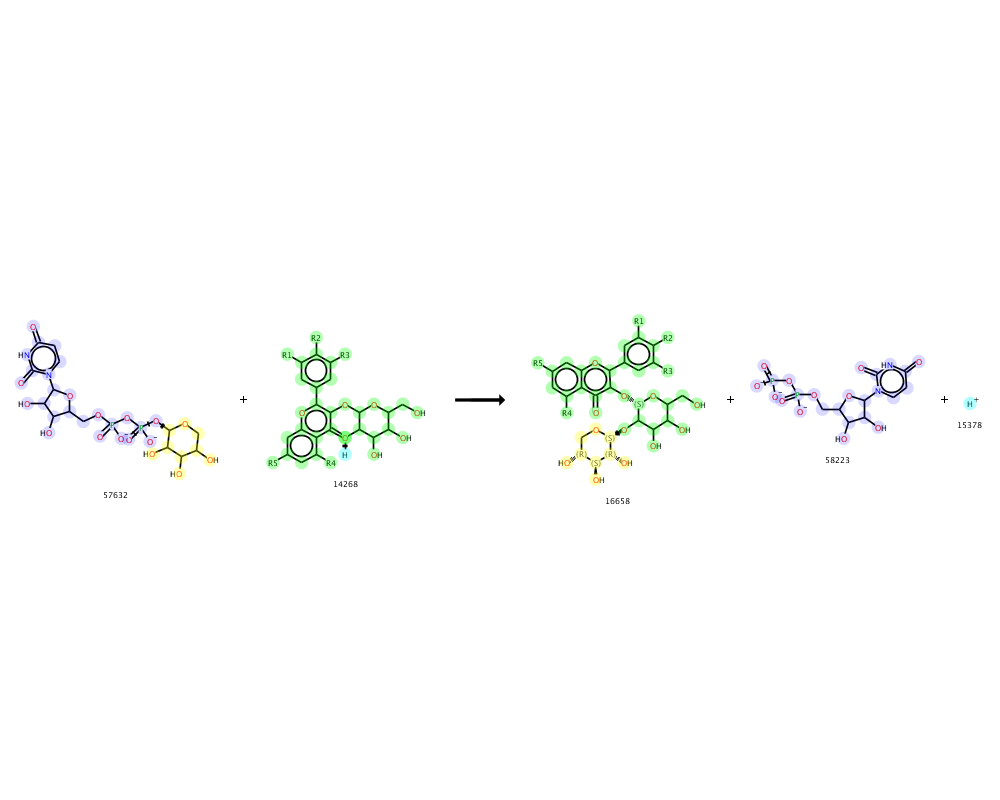 57632
+
14268
+
16658
58223
+
15378
O
HN
O
N
O
HO
HO
O
P
O
O
O
P
O
O⁻
O
O
HO
HO
OH
R2
R1
R3
O
O
O
OH
OH
OH
O
H
R5
R4
R1
R2
R3
R5
O
R4
O
O
(S)
O
OH
OH
OH
O
O
(S)
(R)
(S)
(R)
HO
OH
OH
O
P
O
O⁻
O
P
O
O⁻
O
O
HO
OH
N
O
HN
O
H⁺